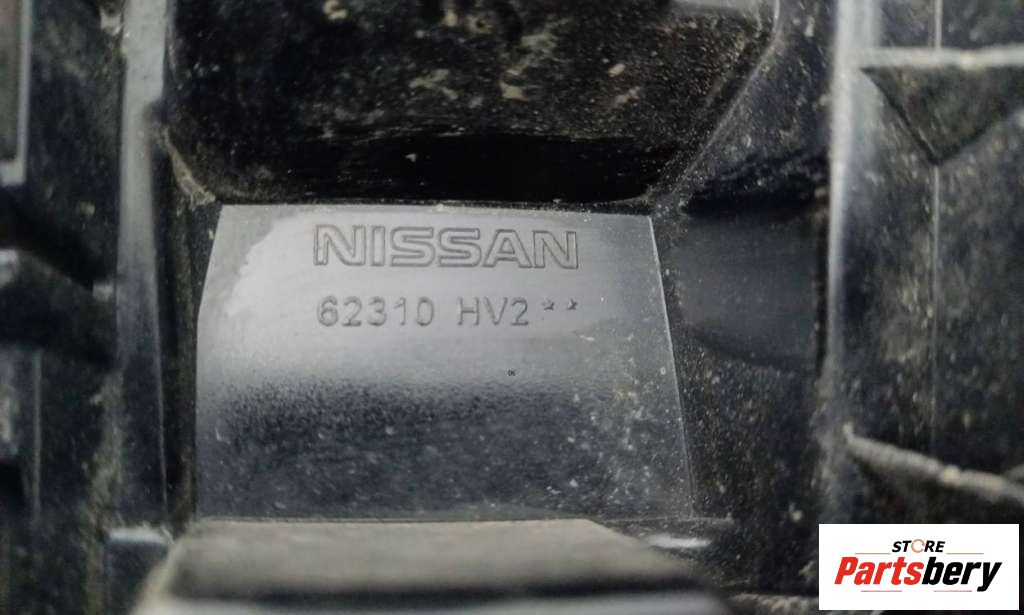 NISSAN
62310 HV2**
STORE
Partsbery